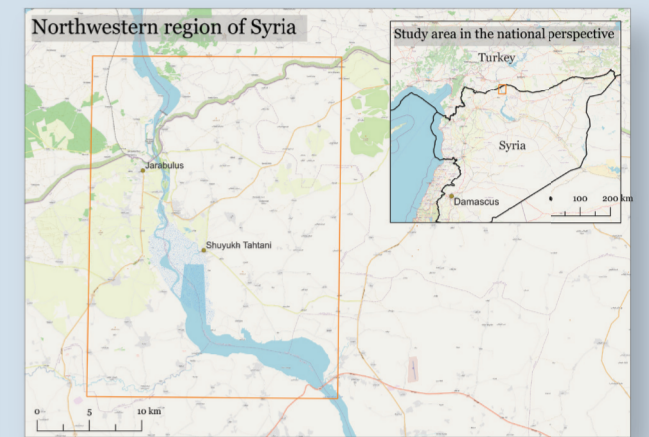 Northwestern region of Syria
Study area in the national perspective
Turkey
Syria
Damascus
100 200 km
Jarabulus
Shuyukh Tahtani
0 5 10 km